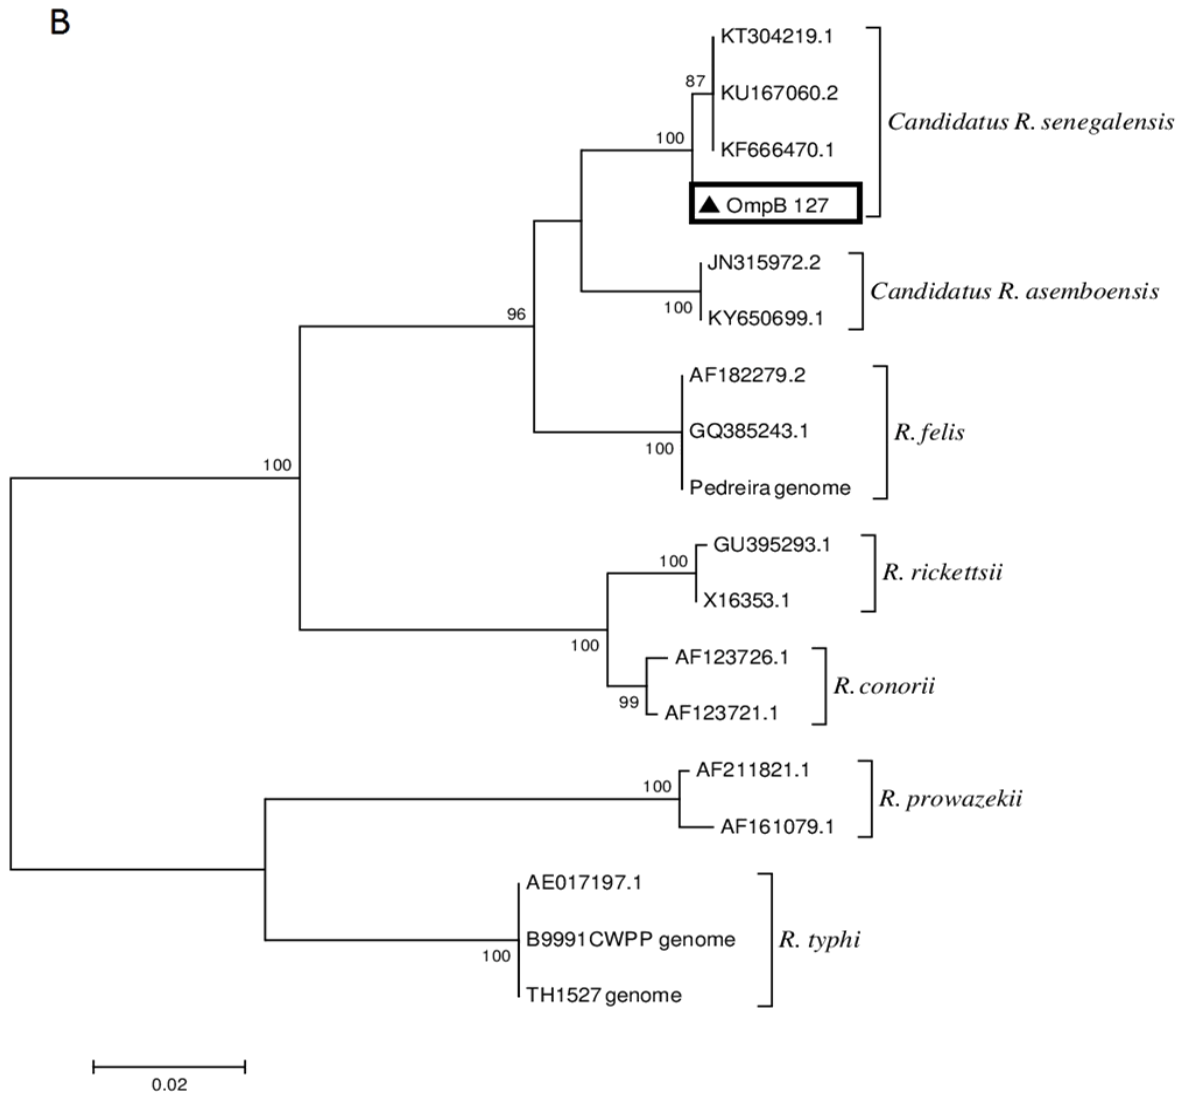 B
KT304219.1
87
KU167060.2
Candidatus R. senegalensis
100
KF666470.1
▲ OmpB 127
JN315972.2
Candidatus R. asemboensis
100
KY650699.1
96
AF182279.2
GQ385243.1
R. felis
100
Pedreira genome
100
GU395293.1
100
R. rickettsii
X16353.1
100
AF123726.1
R. conorii
99
AF123721.1
AF211821.1
100
R. prowazekii
AF161079.1
AE017197.1
B9991CWPP genome
R. typhi
100
TH1527 genome
0.02